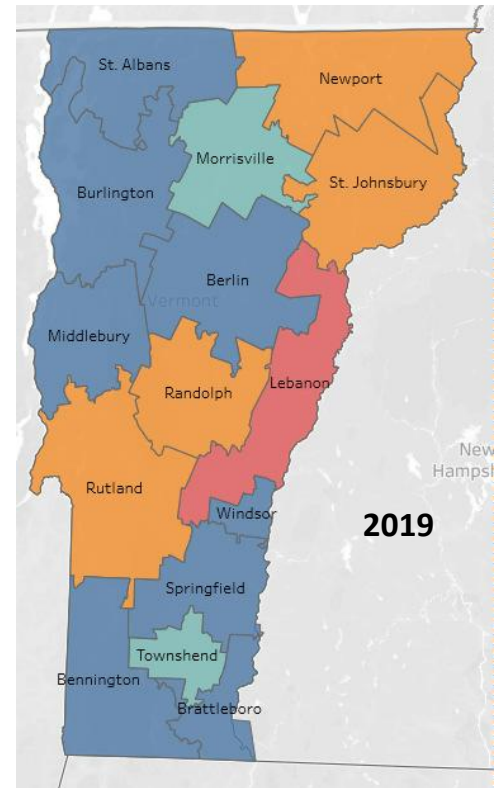 St. Albans
Newport
Morrisville
St. Johnsbury
Burlington
Berlin
Vermont
Middlebury
Lebanon
Randolph
New
Hampsh
Rutland
Windsor
2019
Springfield
Townshend
Bennington
Brattleboro